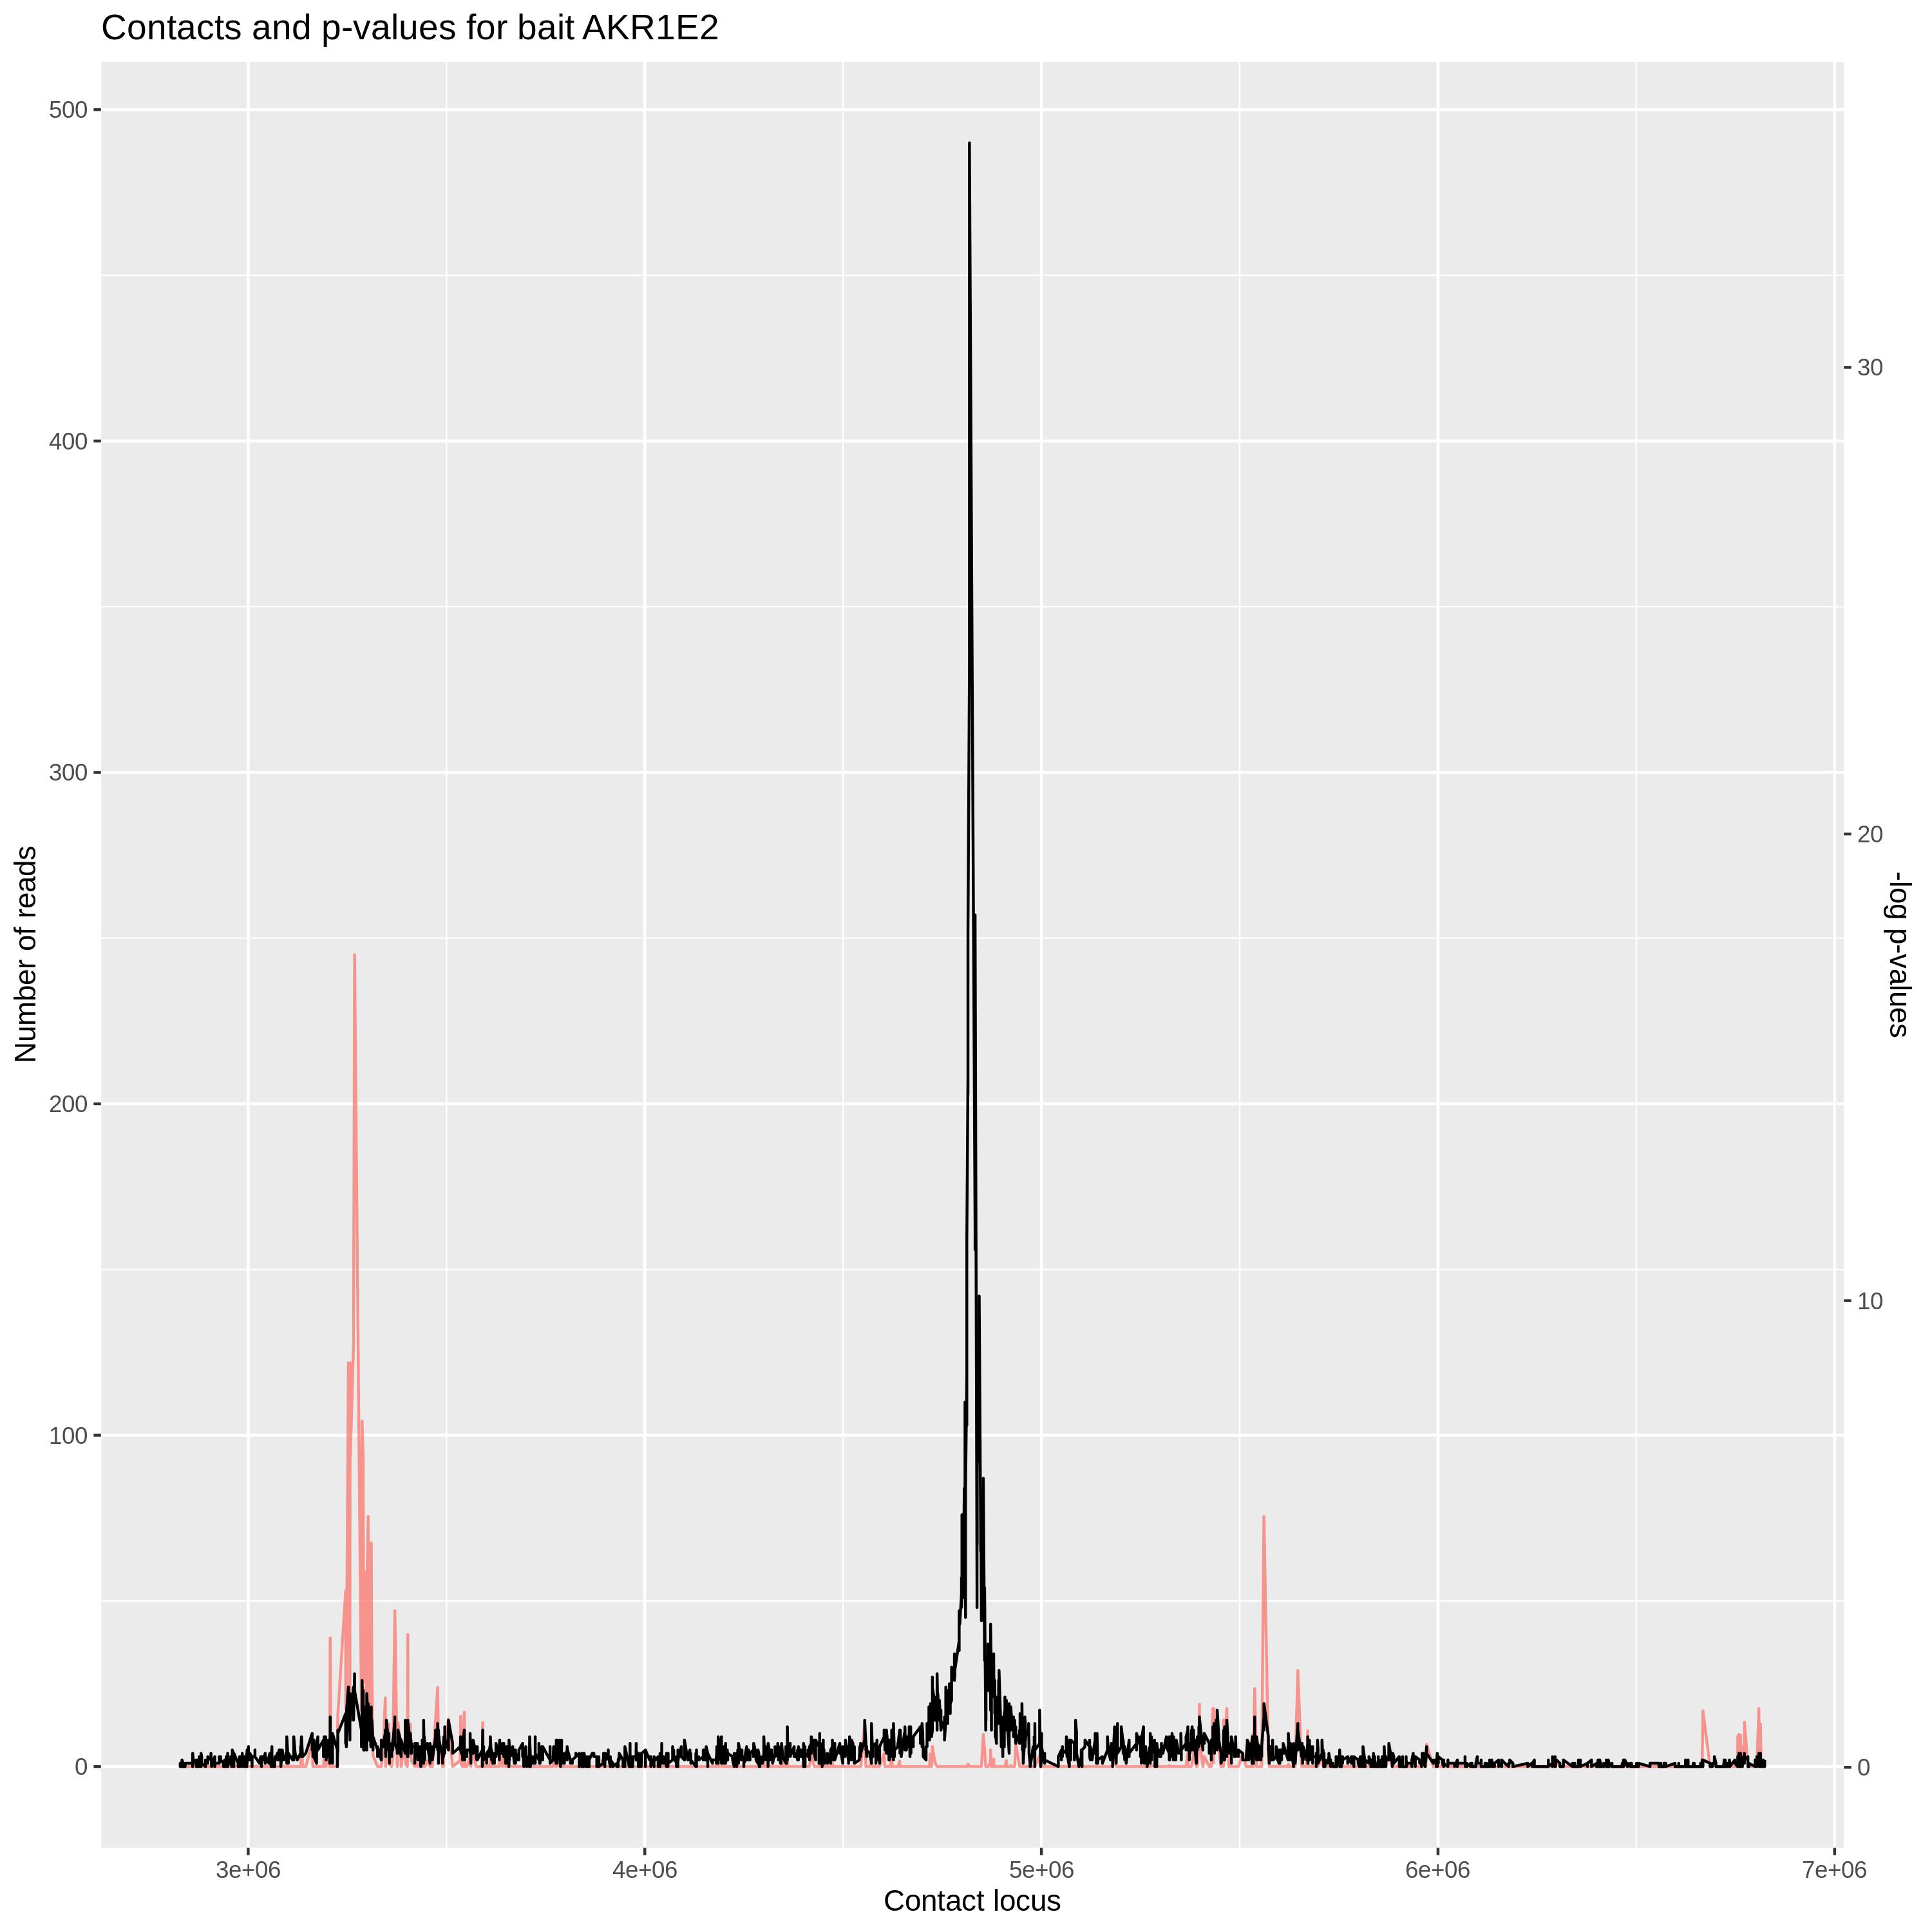 Contacts and p-values for bait AKR1E2
500
400
300
200
100
0
Number of reads
30
20
10
0
-log p-values
3e+06
4e+06
5e+06
6e+06
7e+06
Contact locus